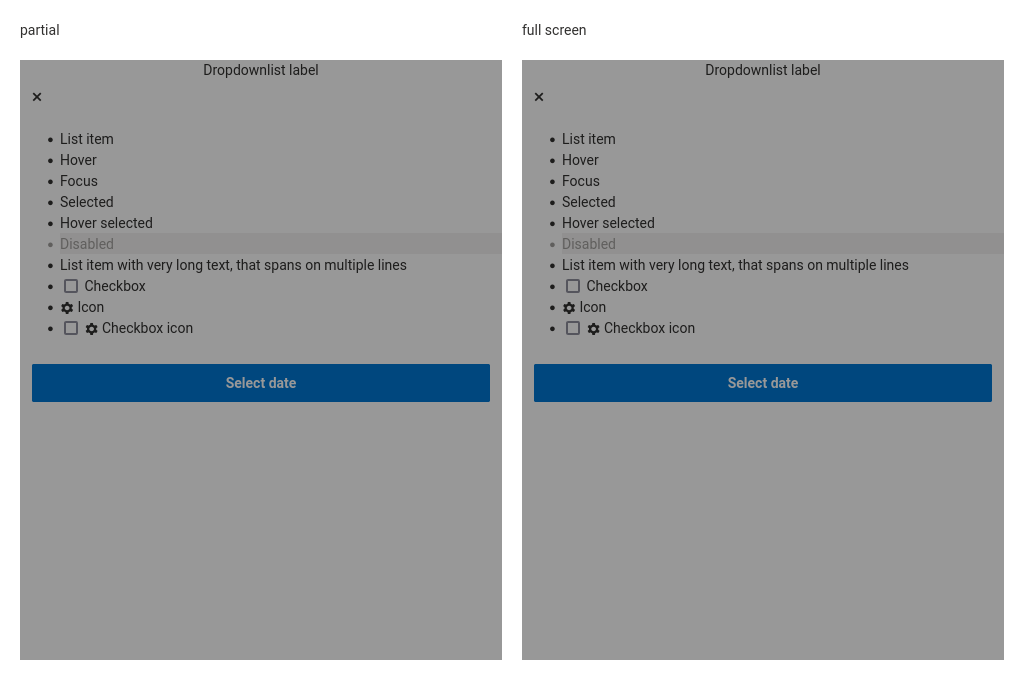 partial
Dropdownlist label
List item
Hover
Focus
Selected
Hover selected
Disabled
List item with very long text, that spans on multiple lines
Checkbox
Icon
Checkbox icon
Select date
full screen
Dropdownlist label
List item
Hover
Focus
Selected
Hover selected
Disabled
List item with very long text, that spans on multiple lines
Checkbox
Icon
Checkbox icon
Select date